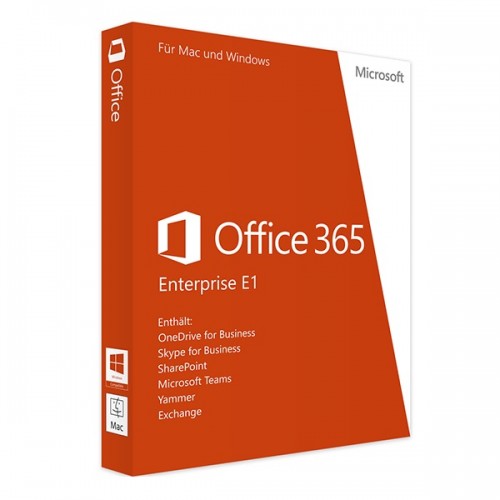 Office
Für Mac und Windows
Microsoft
Office 365
Enterprise E1
Enthält:
OneDrive for Business
Skype for Business
SharePoint
Microsoft Teams
Yammer
Exchange
Windows
Mac